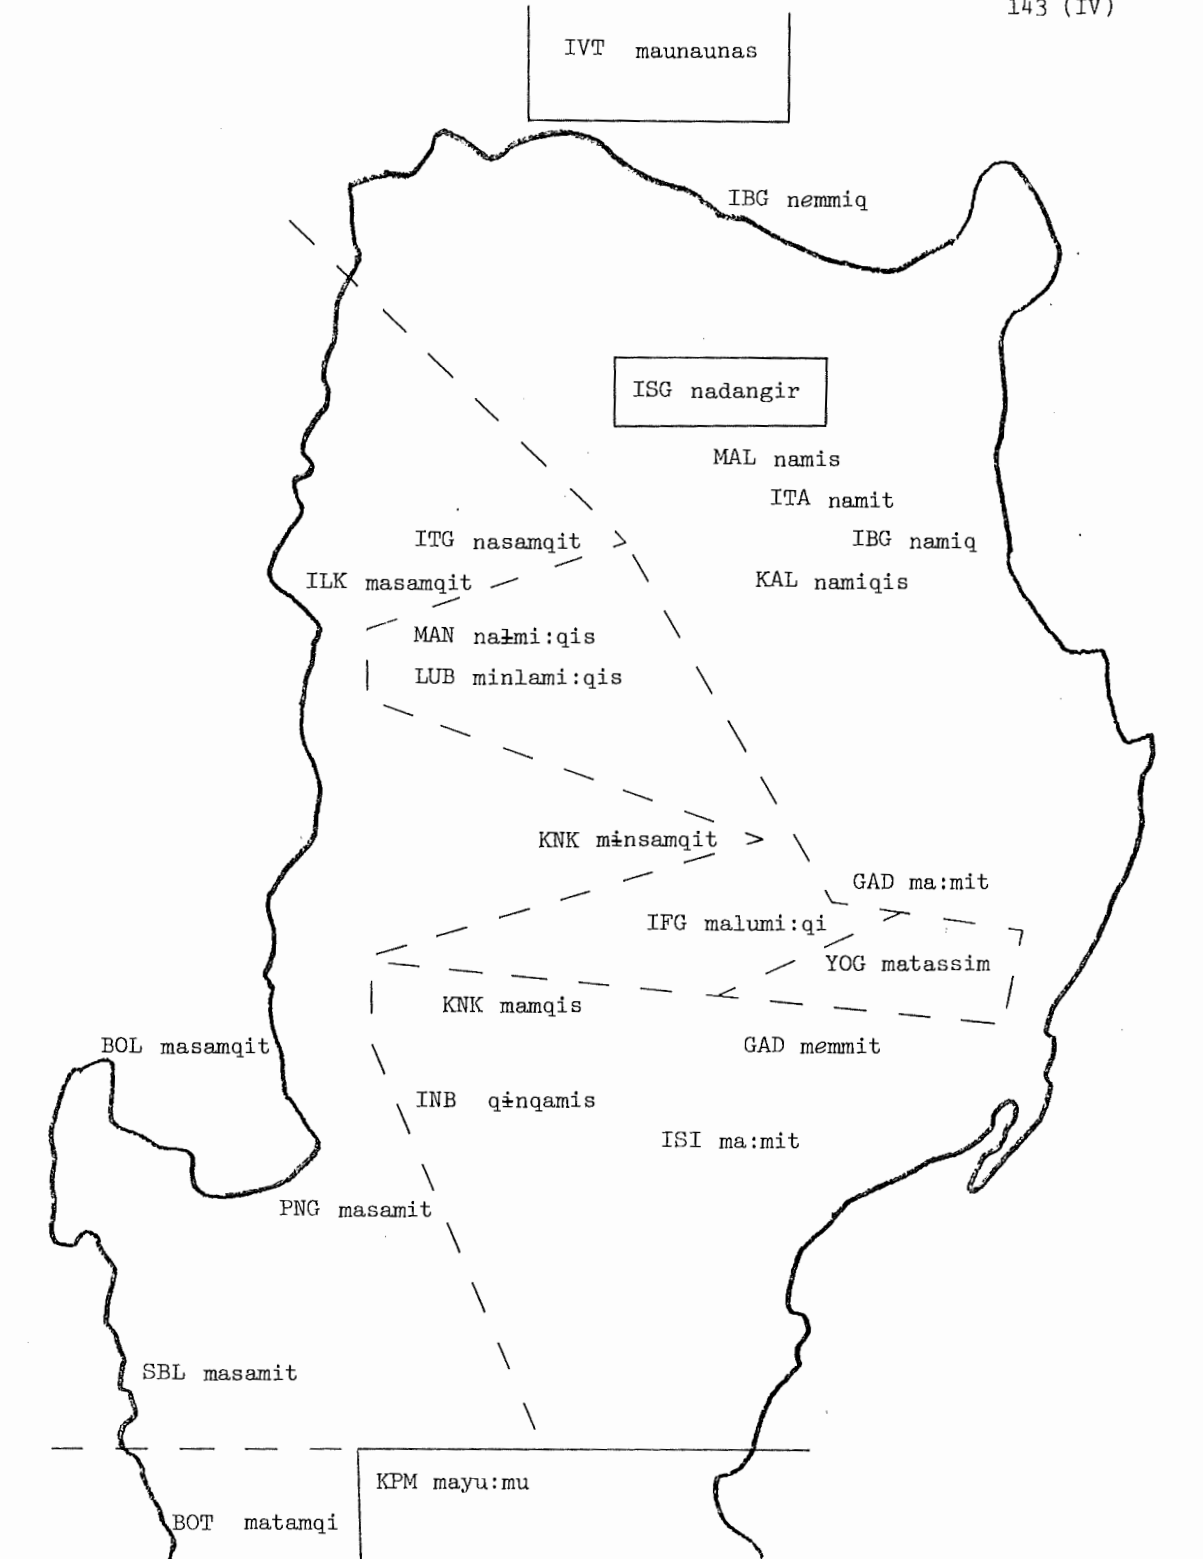 143 (IV)
IVT maunaunas
IBG nemmiq
ISG nadangir
MAL namis
ITA namit
ITG nasamqit
IBG namiq
ILK masamqit
KAL namiqis
MAN naɫmi:qis
LUB minlami:qis
KNK mɨnsamqit
GAD ma:mit
IFG malumi:qi
YOG matassim
KNK mamqis
BOL masamqit
GAD memmit
INB qɨnqamis
ISI ma:mit
PNG masamit
SBL masamit
KPM mayu:mu
BOT matamqi